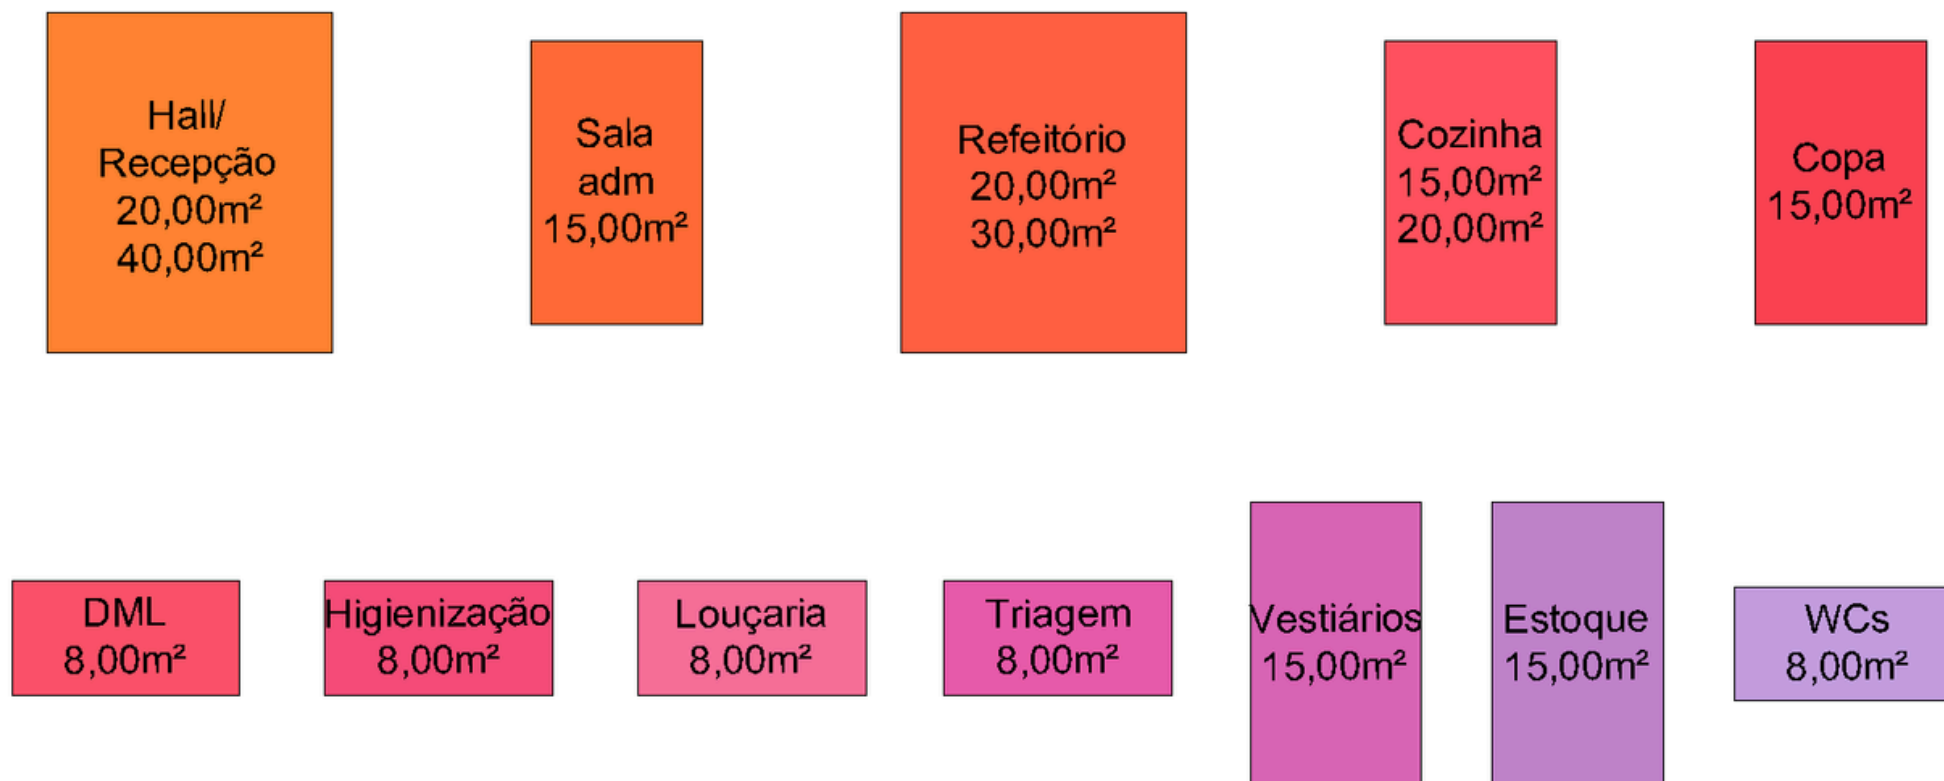 Hall/
Recepção
20,00m²
40,00m²
Sala
adm
15,00m²
Refeitório
20,00m²
30,00m²
Cozinha
15,00m²
20,00m²
Copa
15,00m²
DML
8,00m²
Higienização
8,00m²
Louçaria
8,00m²
Triagem
8,00m²
Vestiários
15,00m²
Estoque
15,00m²
WCs
8,00m²